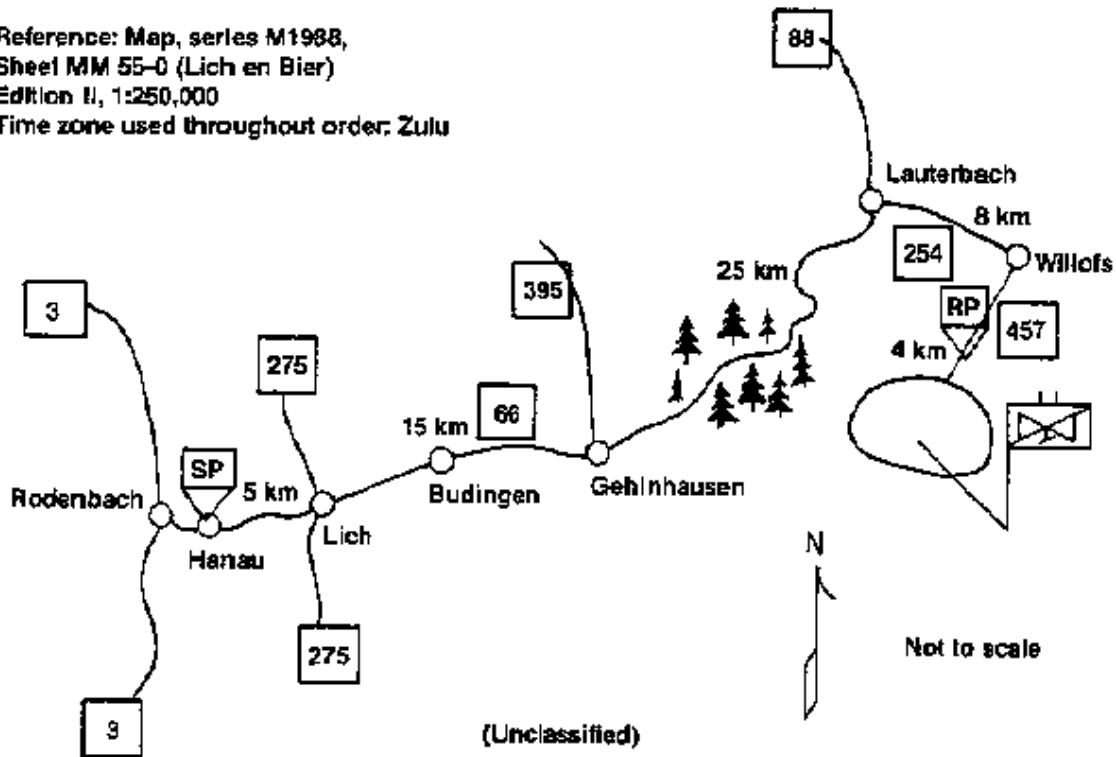 Reference: Map, series M1988,
Sheet MM 55-0 (Lich en Bier)
Edition II, 1:250,000
Time zone used throughout order: Zulu
88
Lauterbach
8 km
254
Willofs
25 km
395
RP
457
4 km
3
275
66
15 km
SP
5 km
Rodenbach
Hanau
Lich
Budingen
Gehlnhausen
N
275
Not to scale
3
(Unclassified)